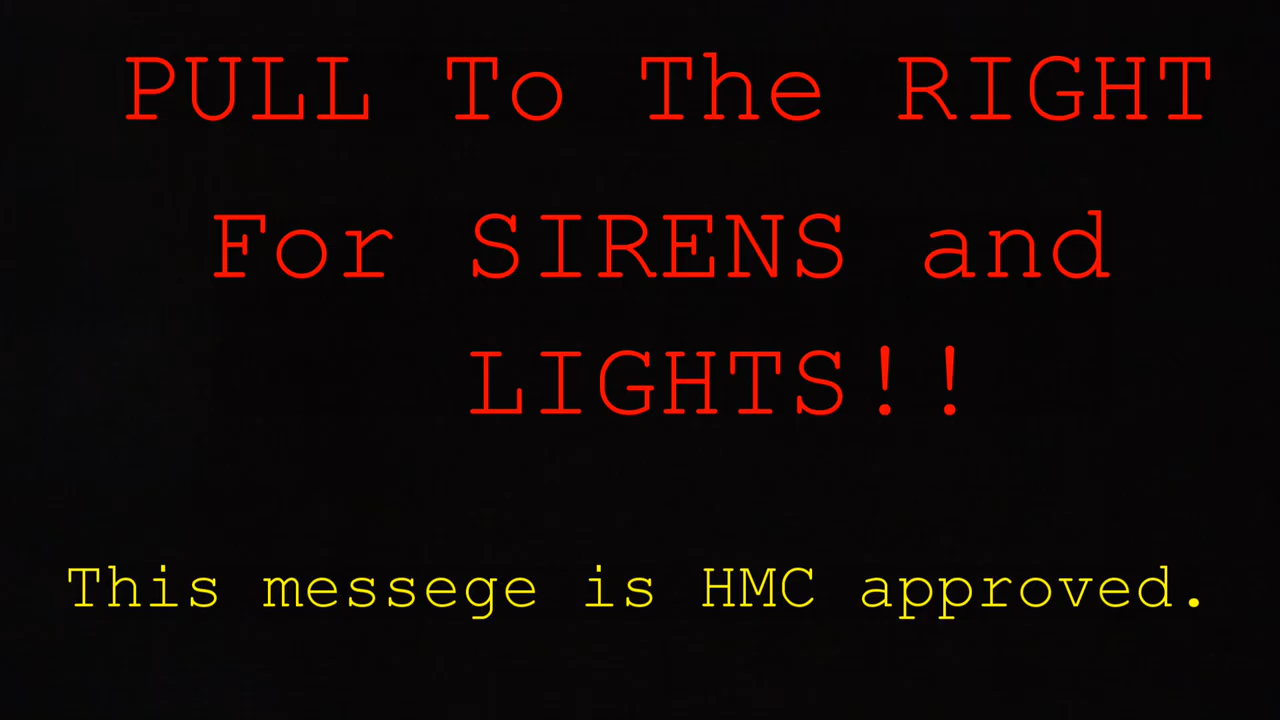 PULL To The RIGHT
For SIRENS and
LIGHTS!!
This messege is HMC approved.